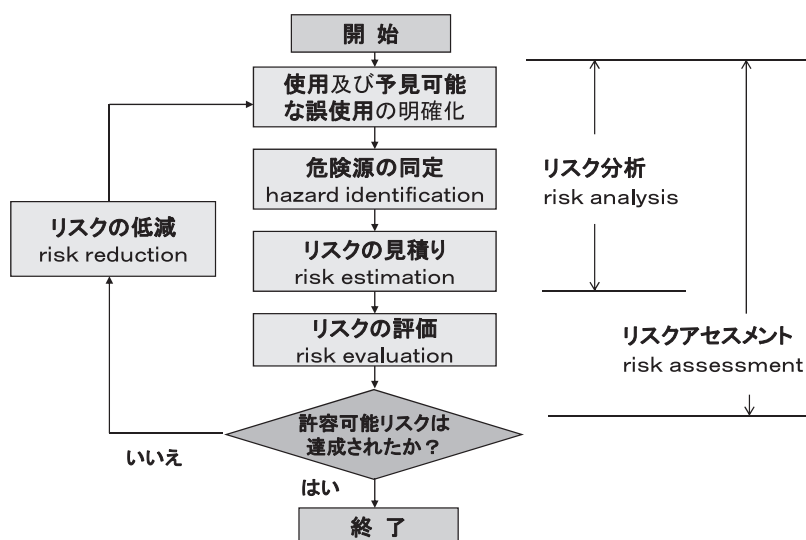 開 始
使用及び予見可能
な誤使用の明確化
危険源の同定
hazard identification
リスク分析
risk analysis
リスクの低減
risk reduction
リスクの見積り
risk estimation
リスクの評価
risk evaluation
リスクアセスメント
risk assessment
許容可能リスクは
達成されたか？
いいえ
はい
終 了